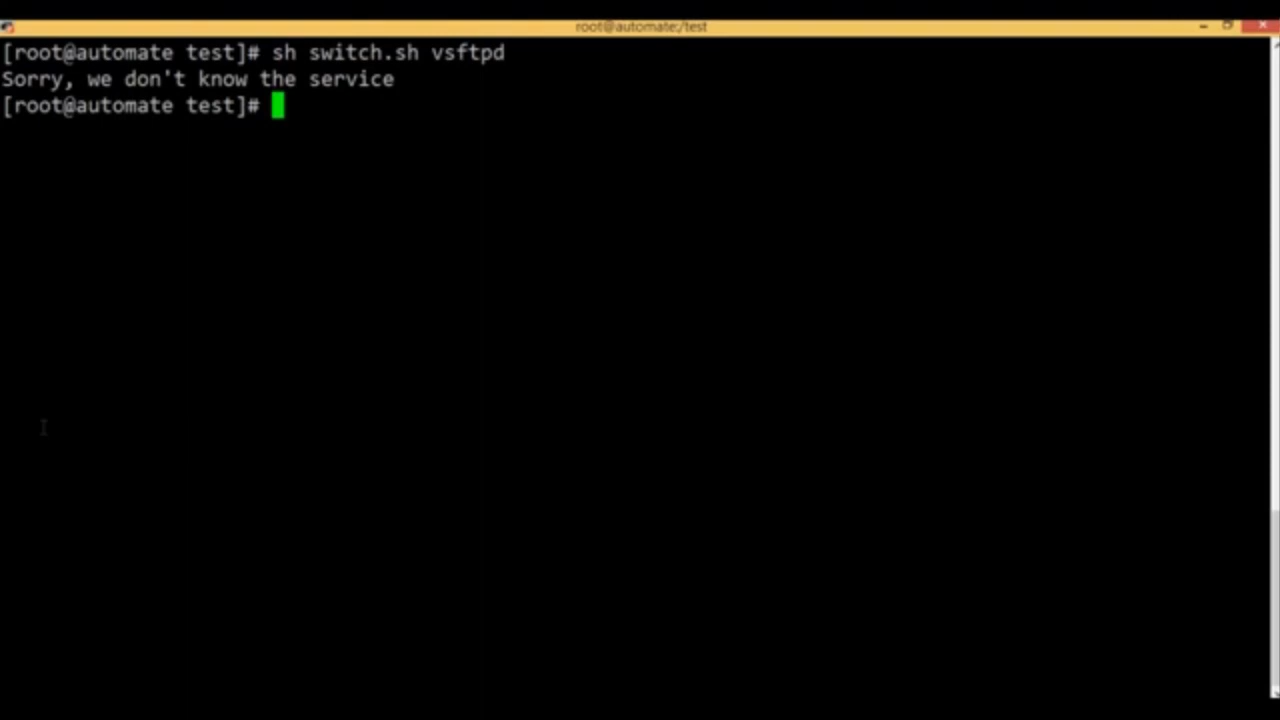 root@automate:/test
[root@automate test]# sh switch.sh vsftpd
Sorry, we don't know the service
[root@automate test]#